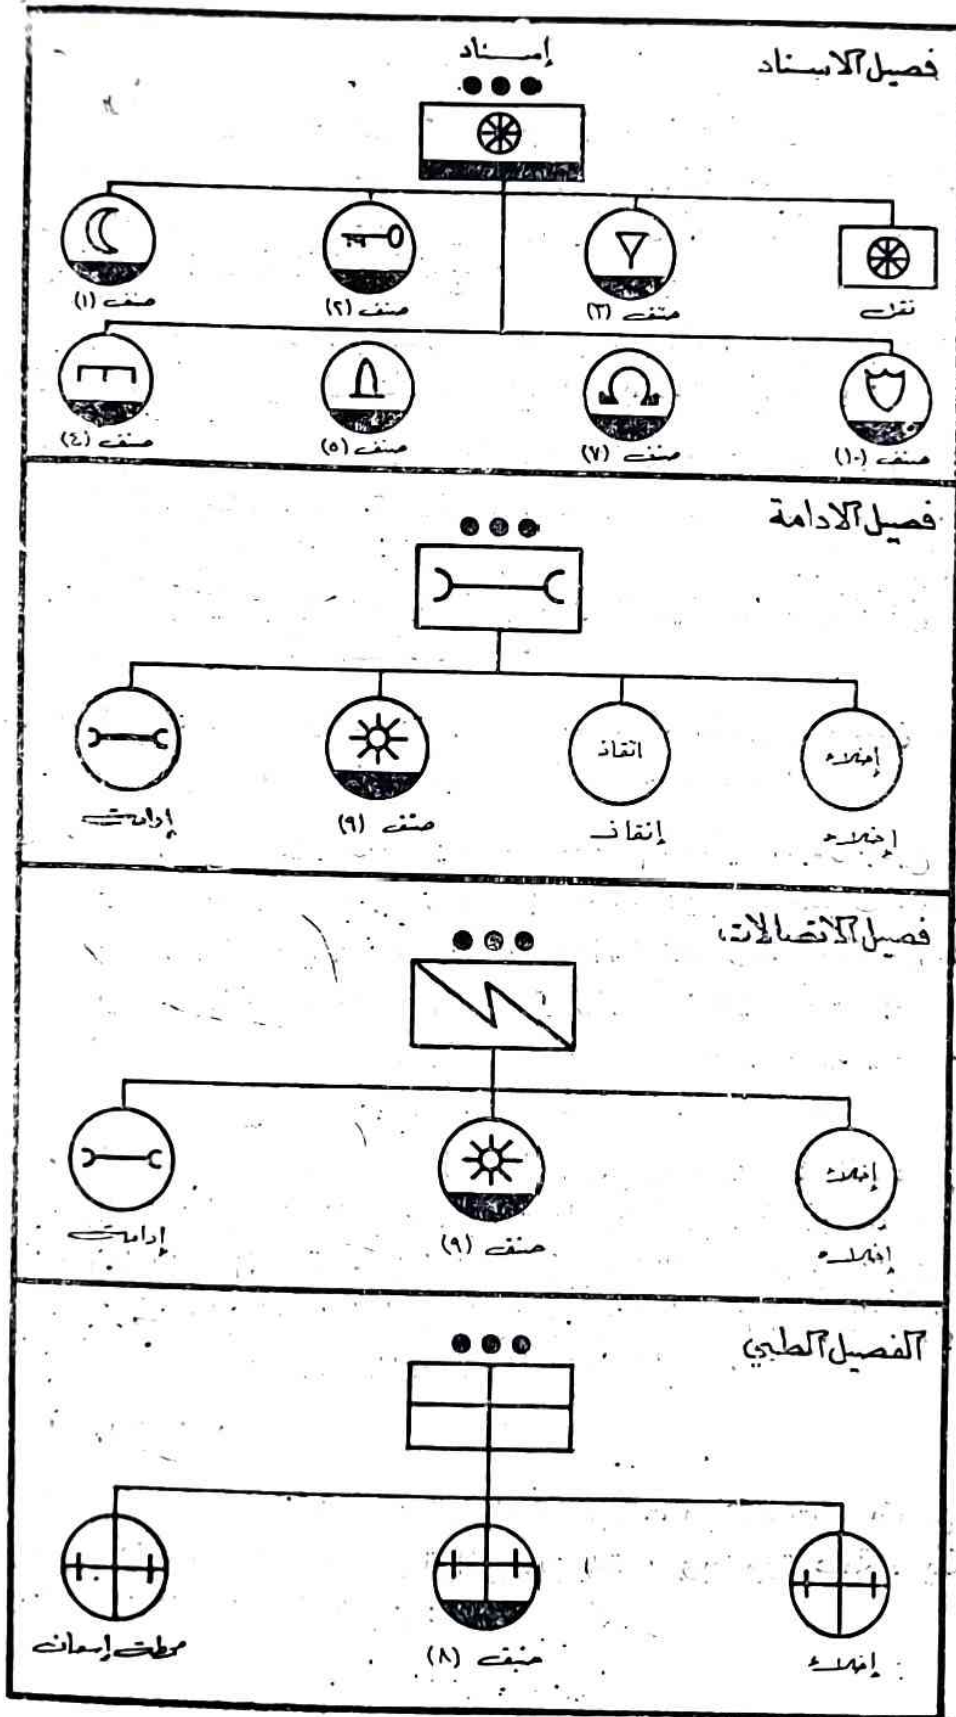 فصيل الاسناد
إسناد
نقل
صنف (٣)
صنف (٢)
صنف (١)
صنف (١٠)
صنف (٧)
صنف (٥)
صنف (٤)
فصيل الادامة
إخلاء
انقاذ
إخلاء
إنقاذ
صنف (٩)
إدامة
فصيل الاتصالات
إخلاء
إخلاء
صنف (٩)
إدامة
الفصيل الطبي
إخلاء
صنف (٨)
محطة إسعاف